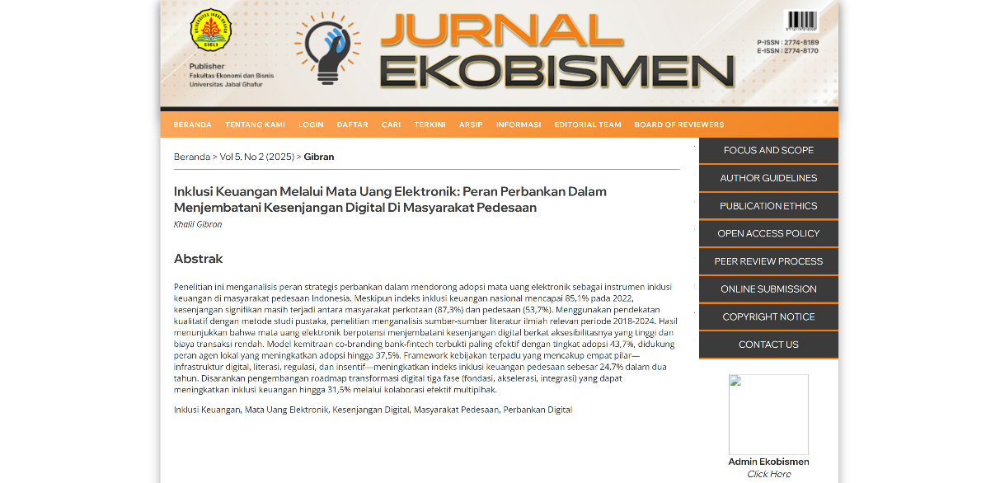 UNIVERSITAS JABAL GHAFUR
SIGLI
Publisher
Fakultas Ekonomi dan Bisnis
Universitas Jabal Ghafur
JURNAL
EKOBISMEN
P-ISSN : 2774-8189
E-ISSN : 2774-8170
BERANDA TENTANG KAMI LOGIN DAFTAR CARI TERKINI ARSIP INFORMASI EDITORIAL TEAM BOARD OF REVIEWERS
Beranda > Vol 5, No 2 (2025) > Gibran
Inklusi Keuangan Melalui Mata Uang Elektronik: Peran Perbankan Dalam
Menjembatani Kesenjangan Digital Di Masyarakat Pedesaan
Khalil Gibran
Abstrak
Penelitian ini menganalisis peran strategis perbankan dalam mendorong adopsi mata uang elektronik sebagai instrumen inklusi
keuangan di masyarakat pedesaan Indonesia. Meskipun indeks inklusi keuangan nasional mencapai 85,1% pada 2022,
kesenjangan signifikan masih terjadi antara masyarakat perkotaan (87,3%) dan pedesaan (53,7%). Menggunakan pendekatan
kualitatif dengan metode studi pustaka, penelitian menganalisis sumber-sumber literatur ilmiah relevan periode 2018-2024. Hasil
menunjukkan bahwa mata uang elektronik berpotensi menjembatani kesenjangan digital berkat aksesibilitasnya yang tinggi dan
biaya transaksi rendah. Model kemitraan co-branding bank-fintech terbukti paling efektif dengan tingkat adopsi 43,7%, didukung
peran agen lokal yang meningkatkan adopsi hingga 37,5%. Framework kebijakan terpadu yang mencakup empat pilar—
infrastruktur digital, literasi, regulasi, dan insentif—meningkatkan indeks inklusi keuangan pedesaan sebesar 24,7% dalam dua
tahun. Disarankan pengembangan roadmap transformasi digital tiga fase (fondasi, akselerasi, integrasi) yang dapat
meningkatkan inklusi keuangan hingga 31,5% melalui kolaborasi efektif multipihak.
Inklusi Keuangan, Mata Uang Elektronik, Kesenjangan Digital, Masyarakat Pedesaan, Perbankan Digital
FOCUS AND SCOPE
AUTHOR GUIDELINES
PUBLICATION ETHICS
OPEN ACCESS POLICY
PEER REVIEW PROCESS
ONLINE SUBMISSION
COPYRIGHT NOTICE
CONTACT US
Admin Ekobismen
Click Here